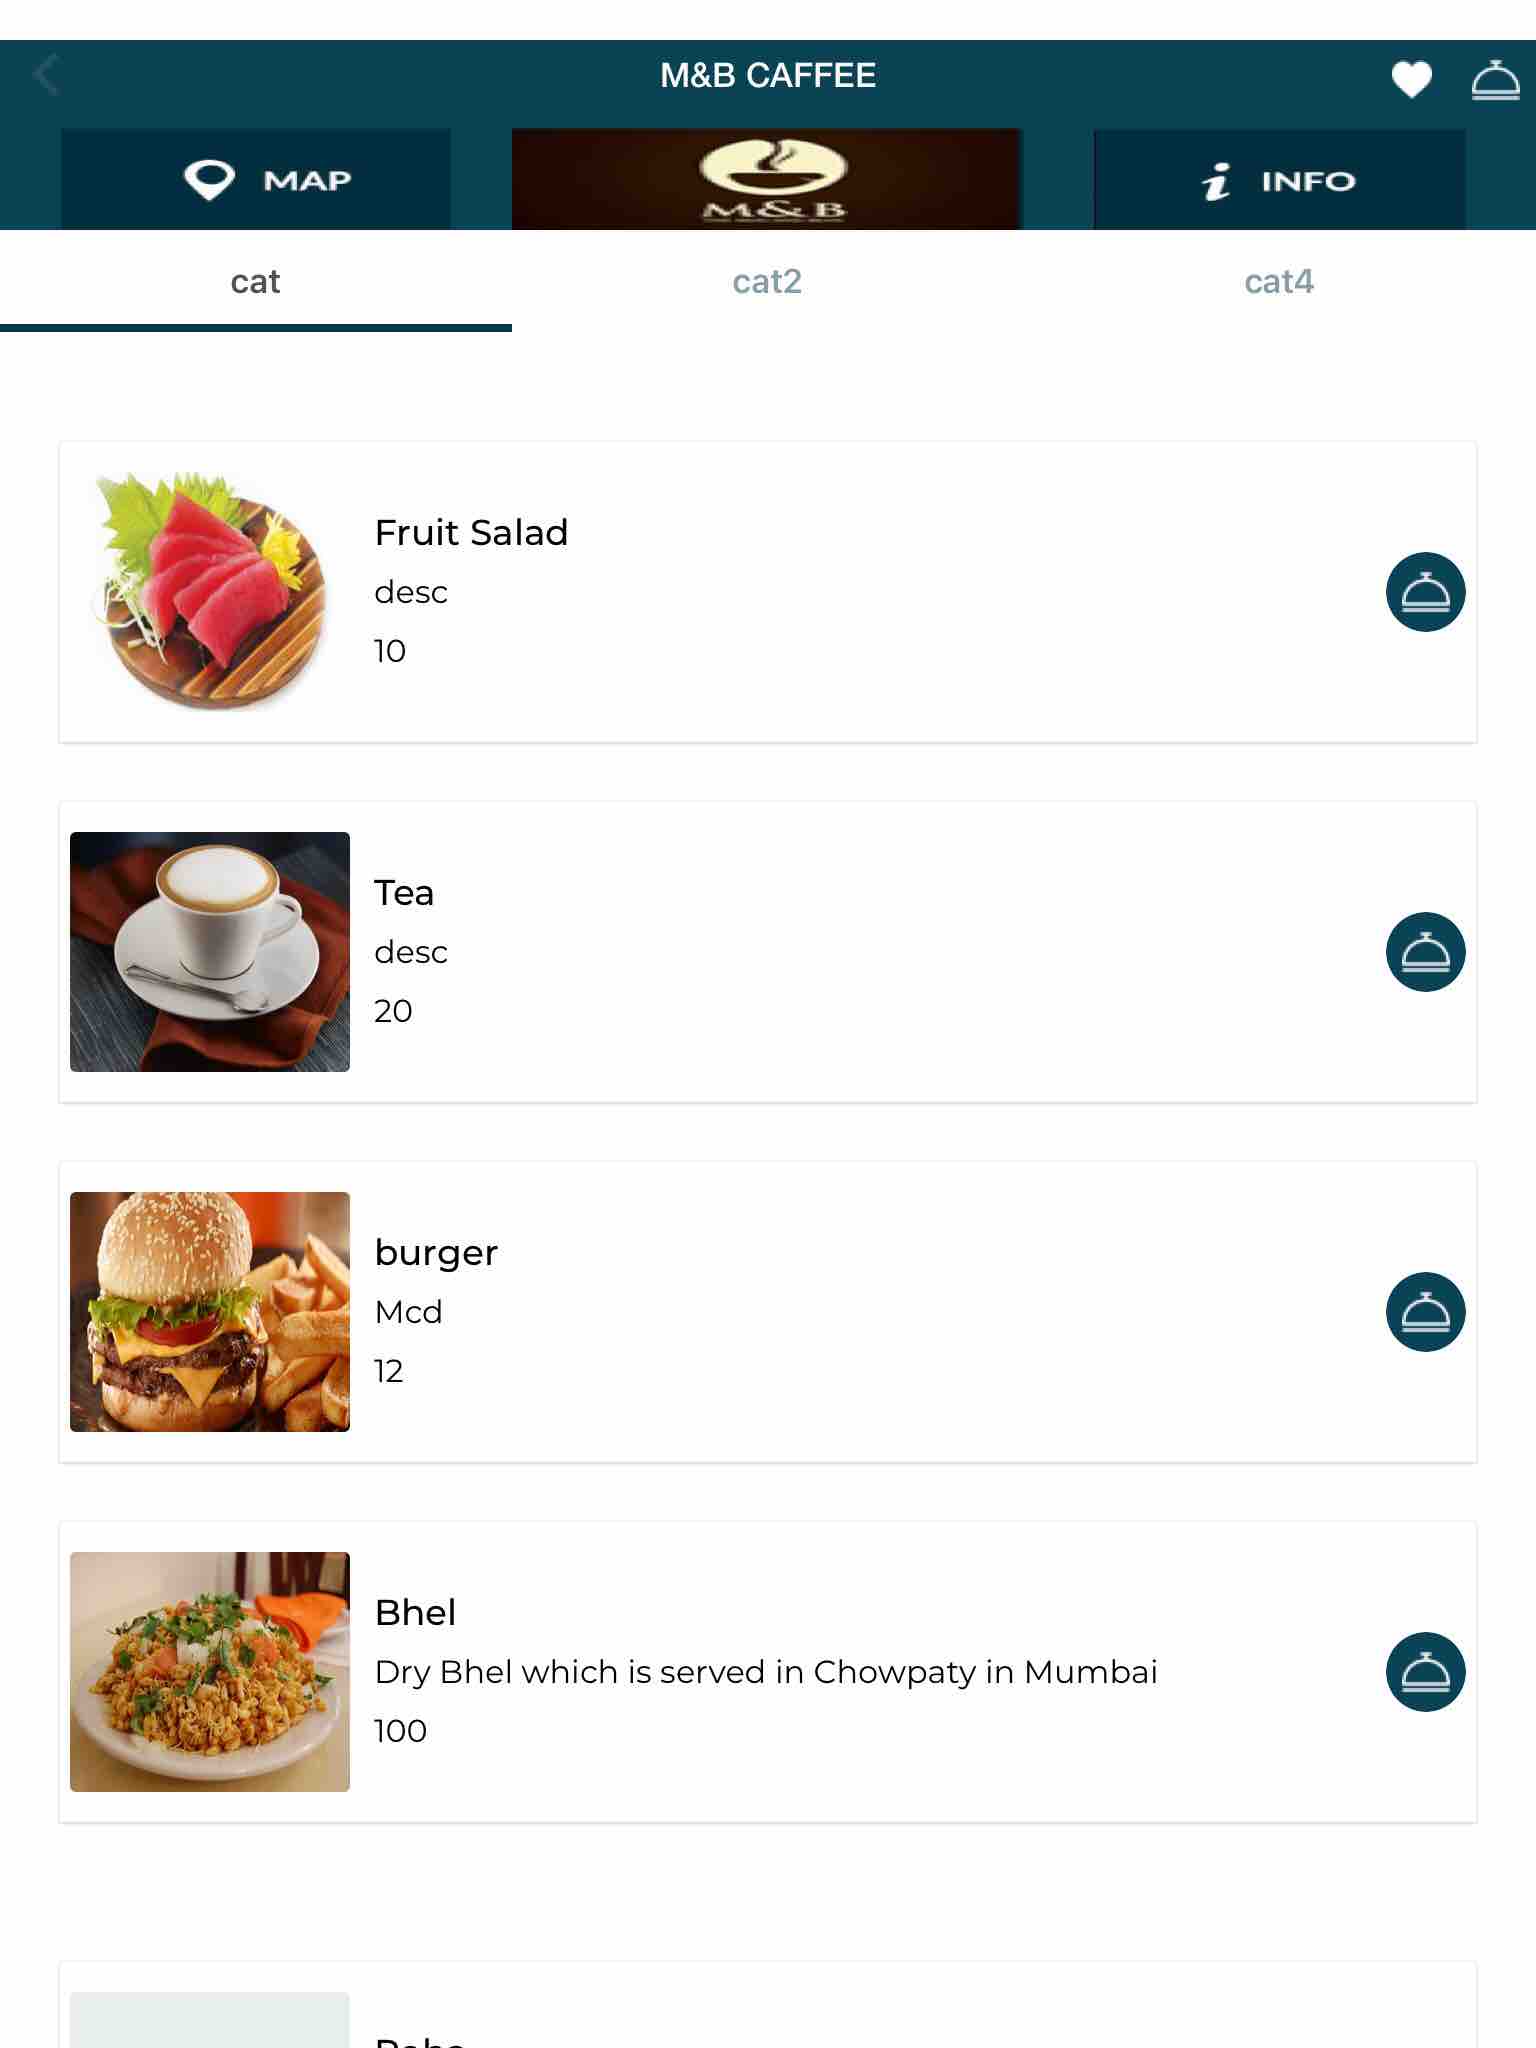 M&B CAFFEE
MAP
M&B
INFO
cat
cat2
cat4
Fruit Salad
desc
10
Tea
desc
20
burger
Mcd
12
Bhel
Dry Bhel which is served in Chowpaty in Mumbai
100